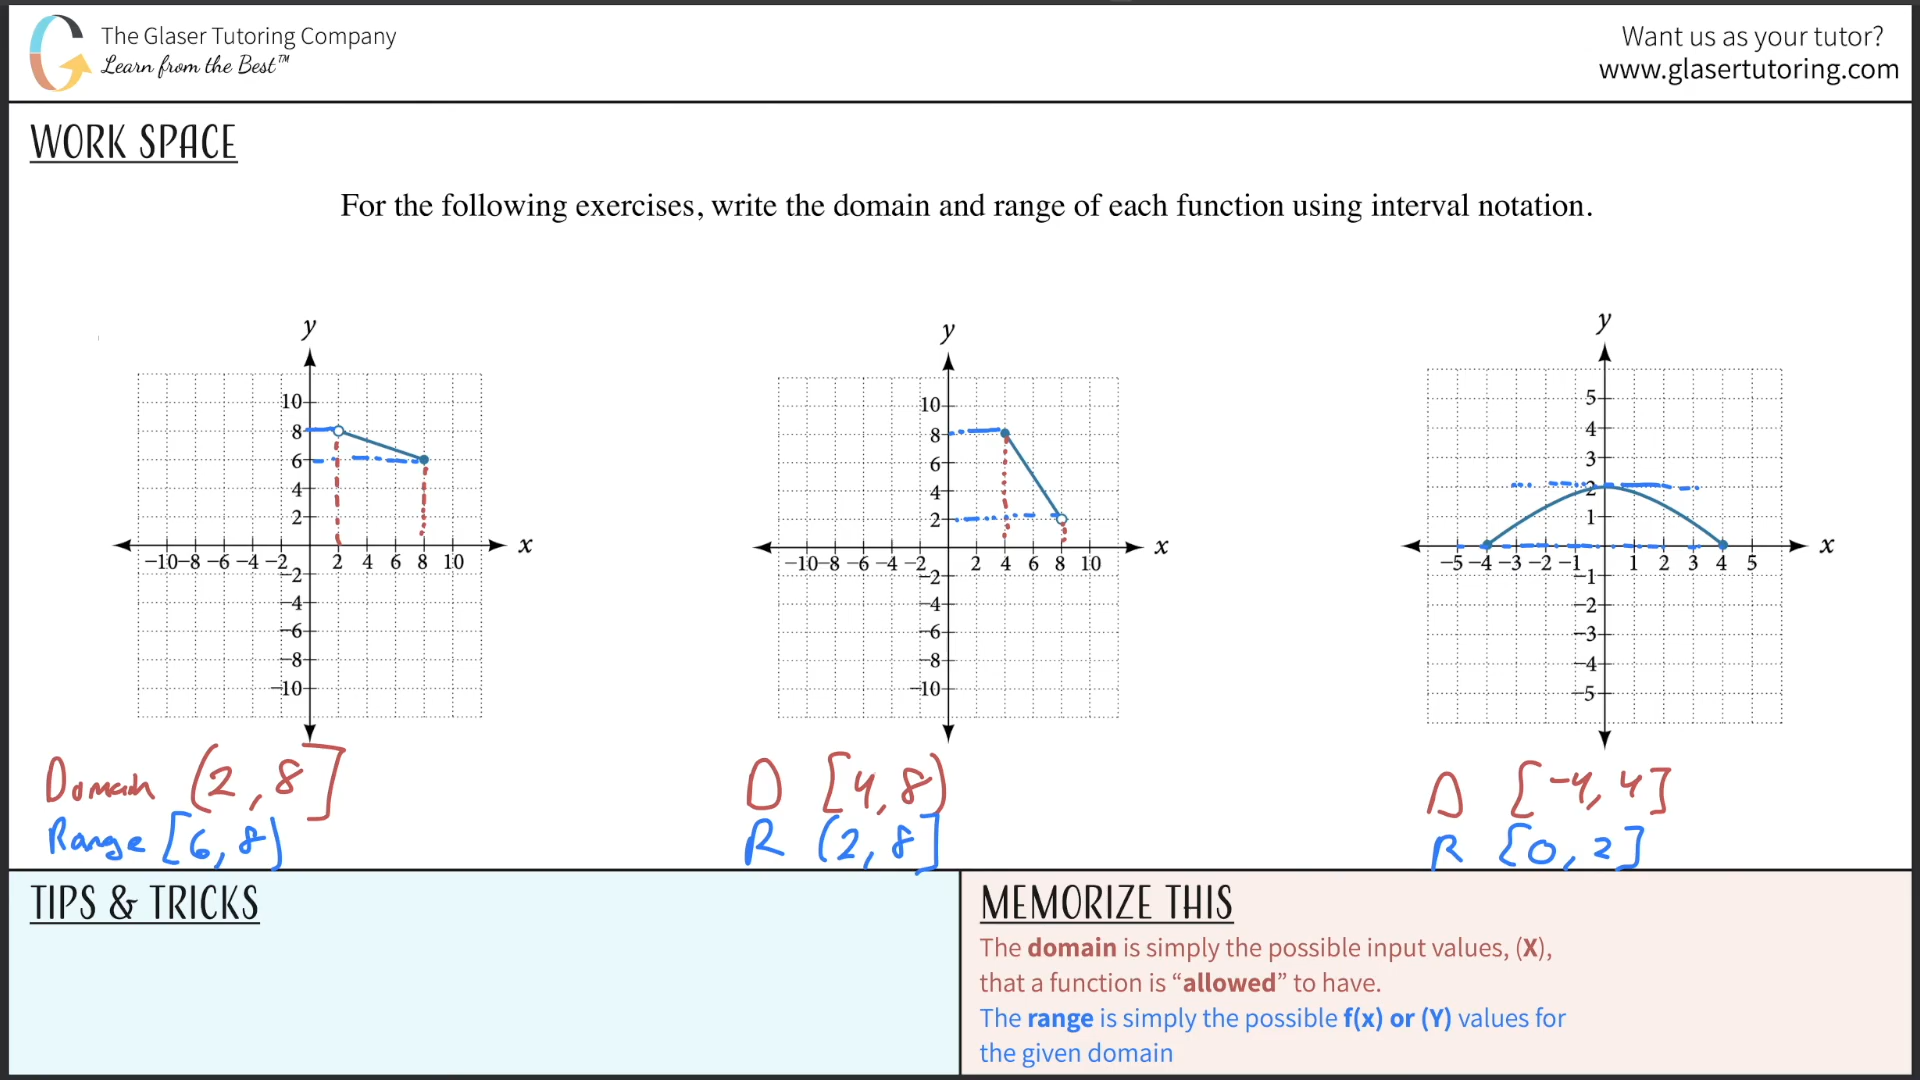 The Glaser Tutoring Company
Learn from the Best™
Want us as your tutor?
www.glasertutoring.com
WORK SPACE
For the following exercises, write the domain and range of each function using interval notation.
y
10
8
6
4
2
−10 −8 −6 −4 −2 2 4 6 8 10 x
−2
−4
−6
−8
−10
y
10
8
6
4
2
−10 −8 −6 −4 −2 2 4 6 8 10 x
−2
−4
−6
−8
−10
y
5
4
3
2
1
−5 −4 −3 −2 −1 1 2 3 4 5 x
−1
−2
−3
−4
−5
Domain (2, 8]
Range [6, 8)
D [4, 8)
R (2, 8]
D [-4, 4]
R [0, 2]
TIPS & TRICKS
MEMORIZE THIS
The domain is simply the possible input values, (X),
that a function is “allowed” to have.
The range is simply the possible f(x) or (Y) values for
the given domain